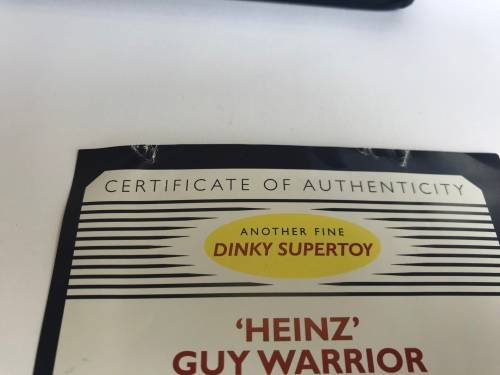 CERTIFICATE OF AUTHENTICITY
ANOTHER FINE
DINKY SUPERTOY
'HEINZ'
GUY WARRIOR